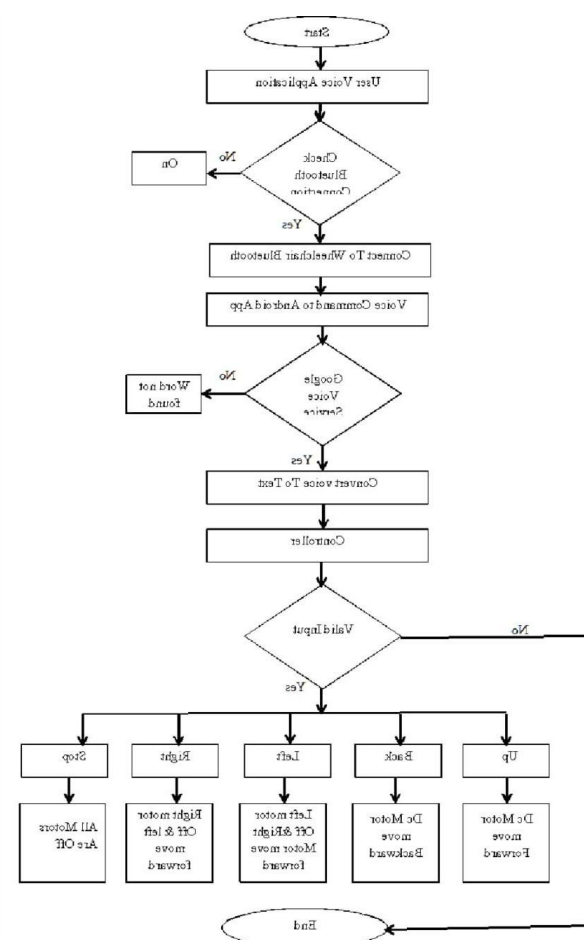 Start
User Voice Application
Check
Bluetooth
Connection
No
On
Yes
Connect To Wheelchair Bluetooth
Voice Command to Android App
Google
Voice
Service
No
Word not
found
Yes
Convert voice To Text
Controller
Valid Input
No
Yes
Up
Back
Left
Right
Stop
Dc Motor
move
Forward
Dc Motor
move
Backward
Left motor
Off &Right
Motor move
forward
Right motor
Off & left
move
forward
All Motors
Are Off
End